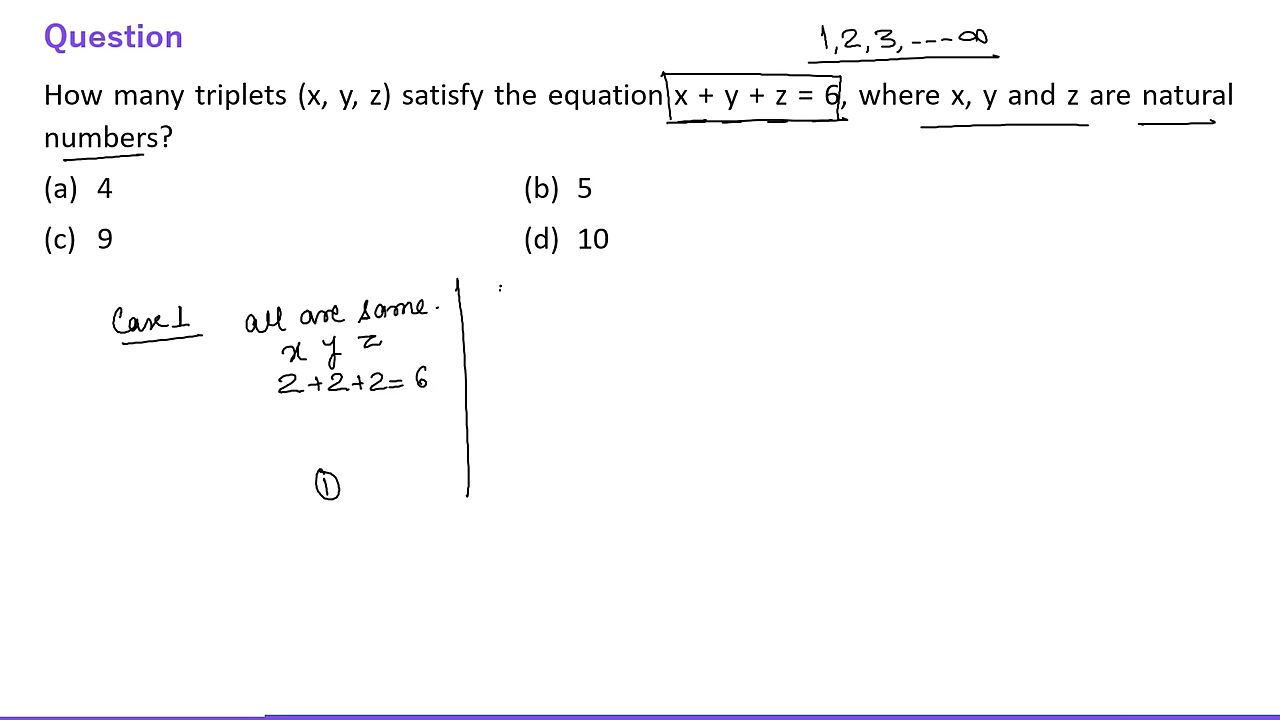 Question
1, 2, 3, ---- ∞
How many triplets (x, y, z) satisfy the equation x + y + z = 6, where x, y and z are natural
numbers?
(a) 4 (b) 5
(c) 9 (d) 10
Case 1 all are same.
x y z
2+2+2= 6
1